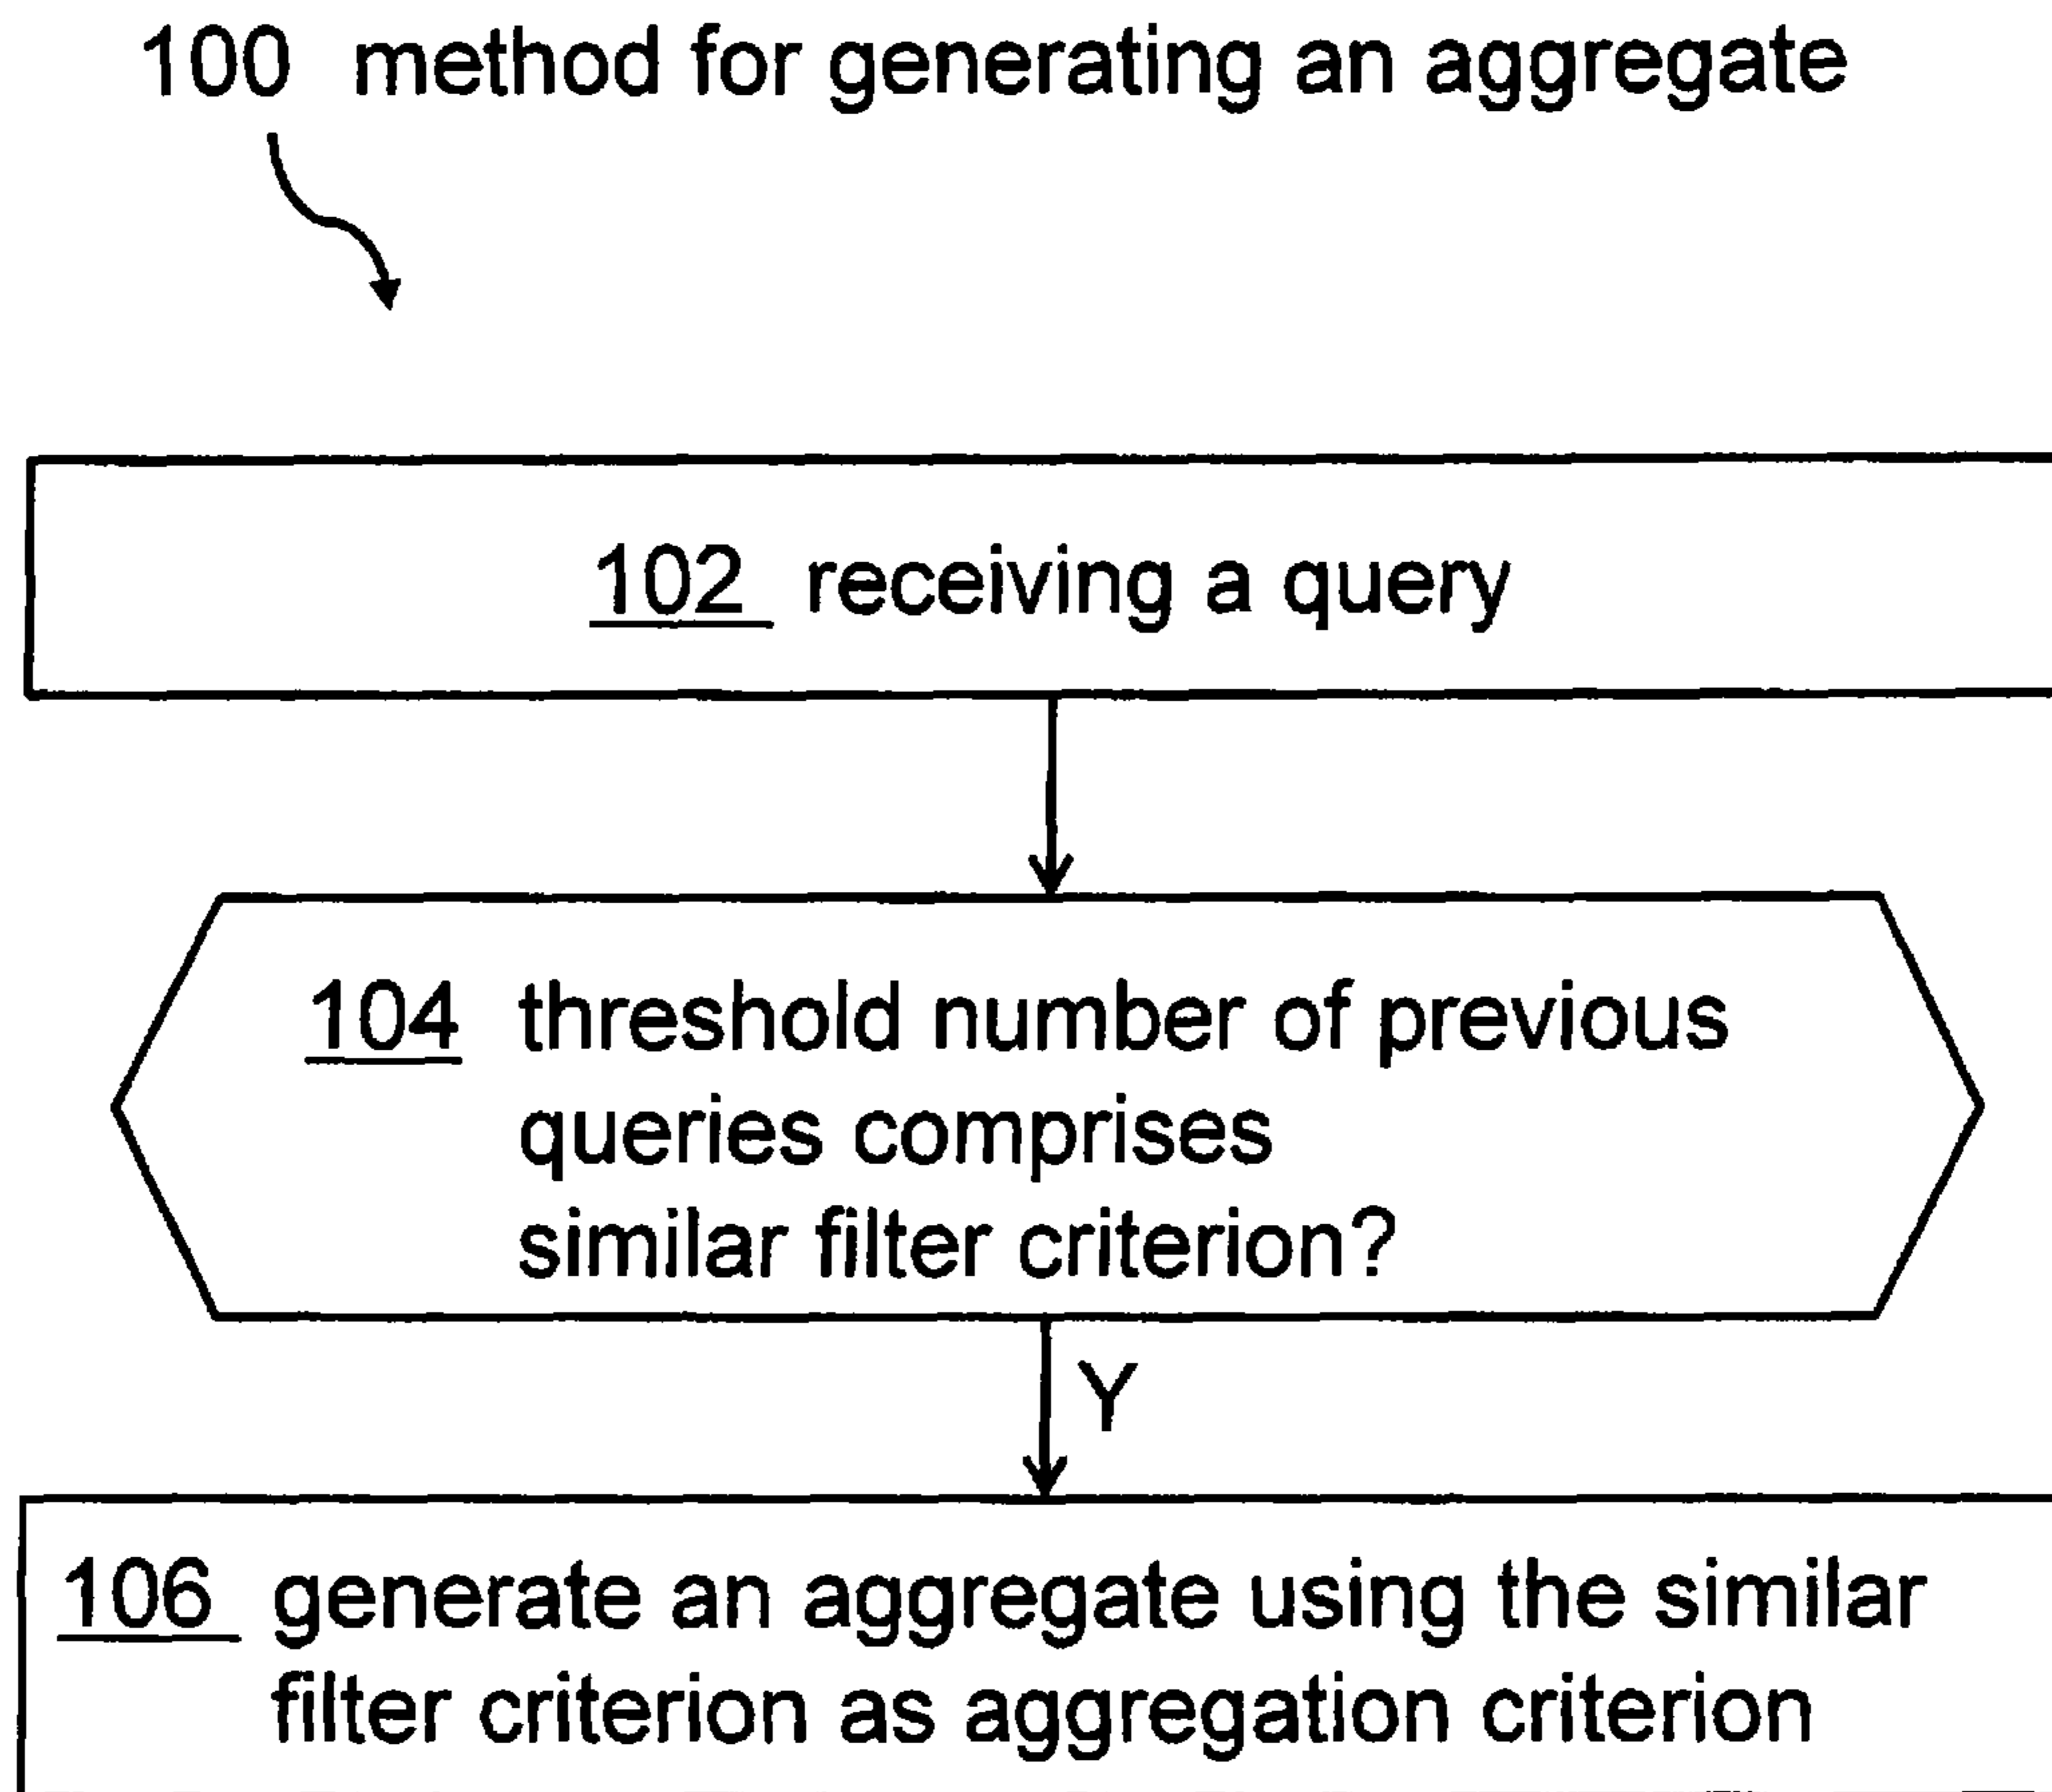 100 method for generating an aggregate
102 receiving a query
104 threshold number of previous
queries comprises
similar filter criterion?
Y
106 generate an aggregate using the similar
filter criterion as aggregation criterion